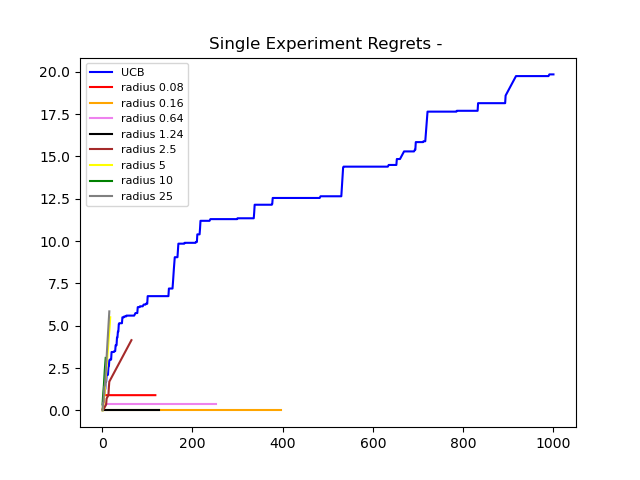 Single Experiment Regrets -
20.0
17.5
15.0
12.5
10.0
7.5
5.0
2.5
0.0
UCB
radius 0.08
radius 0.16
radius 0.64
radius 1.24
radius 2.5
radius 5
radius 10
radius 25
0 200 400 600 800 1000